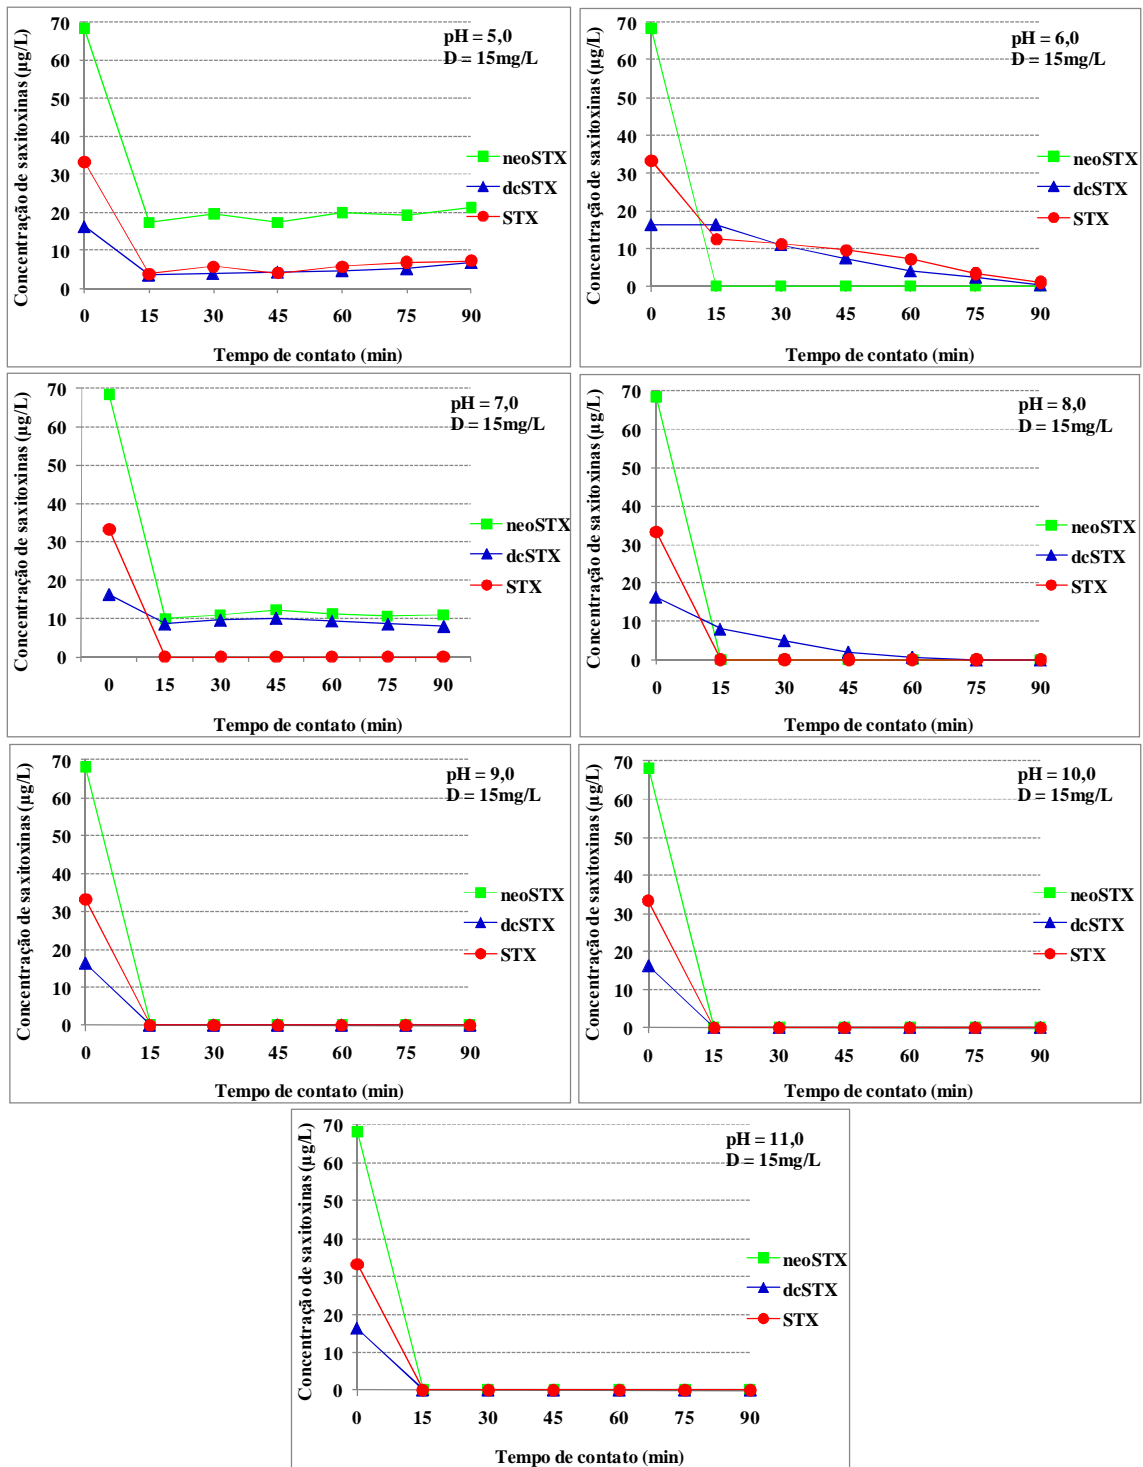 Concentração de saxitoxinas (µg/L)
70
60
50
40
30
20
10
0
pH = 5,0
D = 15mg/L
neoSTX
dcSTX
STX
0 15 30 45 60 75 90
Tempo de contato (min)
Concentração de saxitoxinas (µg/L)
70
60
50
40
30
20
10
0
pH = 6,0
D = 15mg/L
neoSTX
dcSTX
STX
0 15 30 45 60 75 90
Tempo de contato (min)
Concentração de saxitoxinas (µg/L)
70
60
50
40
30
20
10
0
pH = 7,0
D = 15mg/L
neoSTX
dcSTX
STX
0 15 30 45 60 75 90
Tempo de contato (min)
Concentração de saxitoxinas (µg/L)
70
60
50
40
30
20
10
0
pH = 8,0
D = 15mg/L
neoSTX
dcSTX
STX
0 15 30 45 60 75 90
Tempo de contato (min)
Concentração de saxitoxinas (µg/L)
70
60
50
40
30
20
10
0
pH = 9,0
D = 15mg/L
neoSTX
dcSTX
STX
0 15 30 45 60 75 90
Tempo de contato (min)
Concentração de saxitoxinas (µg/L)
70
60
50
40
30
20
10
0
pH = 10,0
D = 15mg/L
neoSTX
dcSTX
STX
0 15 30 45 60 75 90
Tempo de contato (min)
Concentração de saxitoxinas (µg/L)
70
60
50
40
30
20
10
0
pH = 11,0
D = 15mg/L
neoSTX
dcSTX
STX
0 15 30 45 60 75 90
Tempo de contato (min)